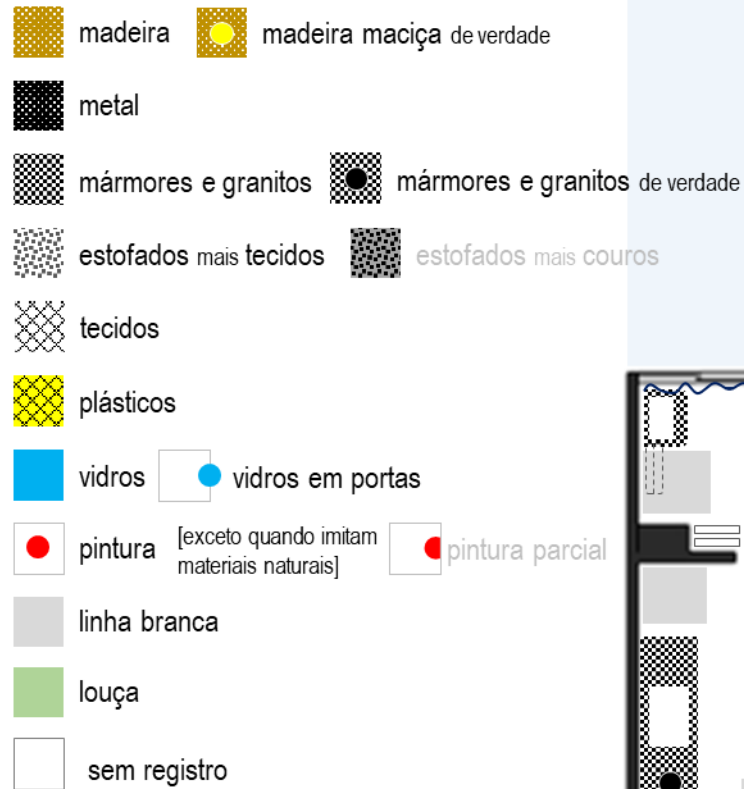 madeira madeira maciça de verdade
metal
mármores e granitos mármores e granitos de verdade
estofados mais tecidos estofados mais couros
tecidos
plásticos
vidros vidros em portas
pintura [exceto quando imitam
materiais naturais] pintura parcial
linha branca
louça
sem registro